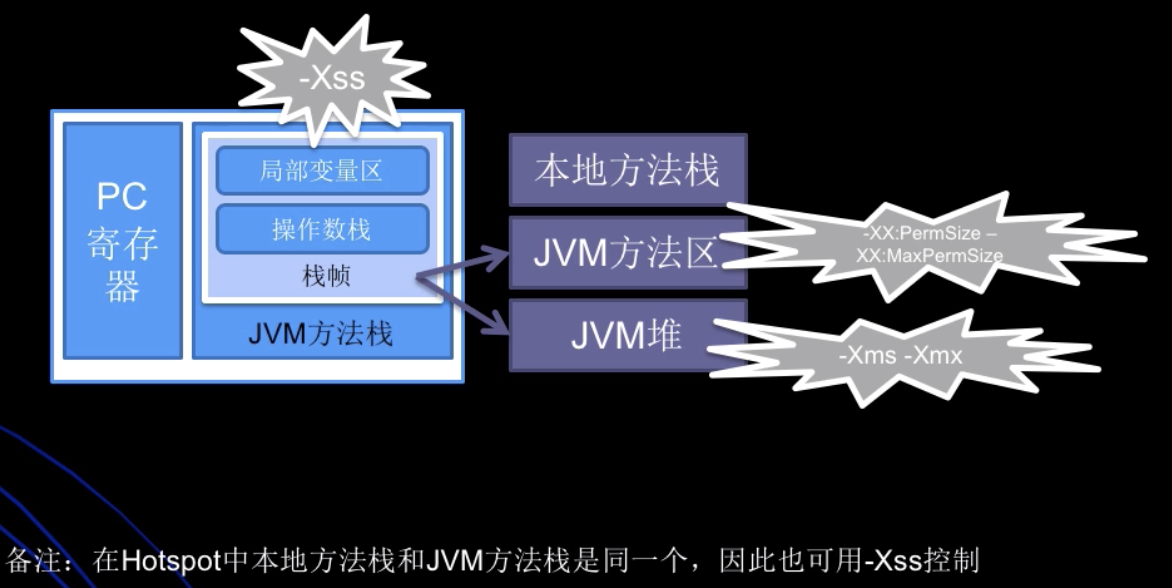 -Xss
PC
寄存
器
局部变量区
操作数栈
栈帧
JVM方法栈
本地方法栈
JVM方法区
JVM堆
-XX:PermSize –
XX:MaxPermSize
-Xms -Xmx
备注：在Hotspot中本地方法栈和JVM方法栈是同一个，因此也可用-Xss控制